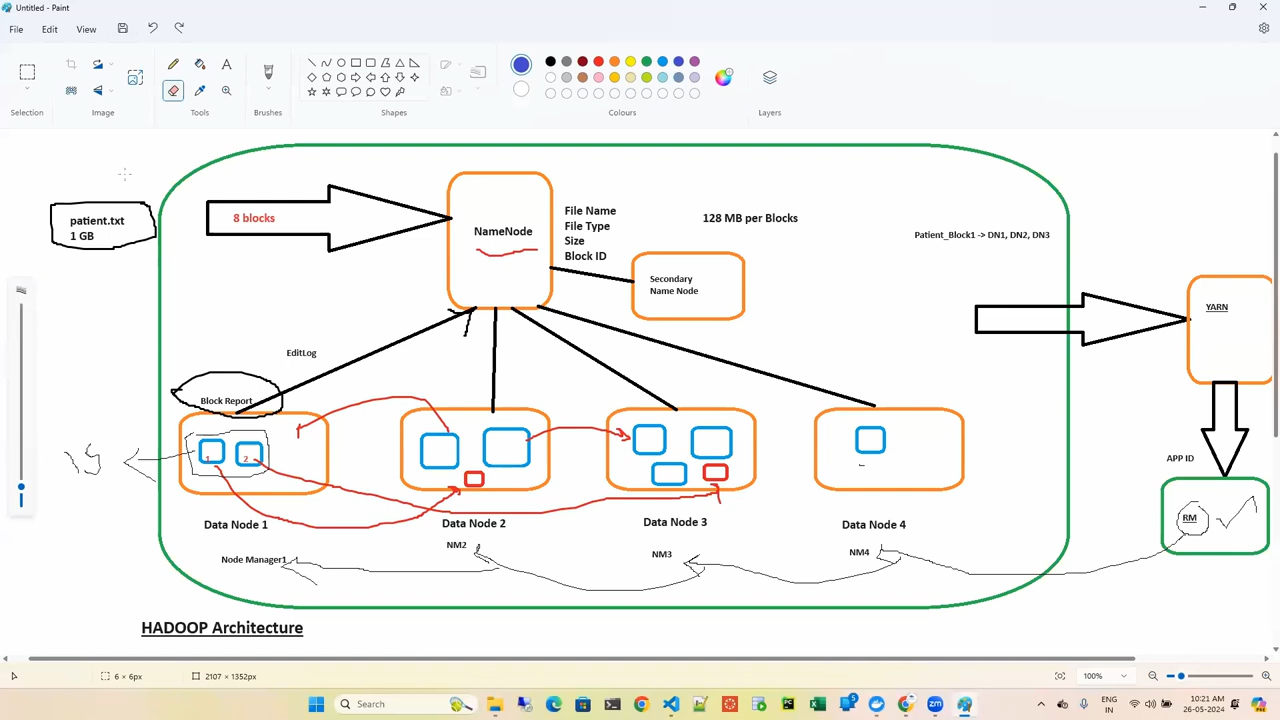 Untitled - Paint
File
Edit
View
Selection
Image
Tools
Brushes
Shapes
Colours
Layers
patient.txt
1 GB
8 blocks
NameNode
File Name
File Type
Size
Block ID
128 MB per Blocks
Patient_Block1 -> DN1, DN2, DN3
Secondary
Name Node
YARN
EditLog
Block Report
1
2
APP ID
RM
Data Node 1
Data Node 2
Data Node 3
Data Node 4
Node Manager1
NM2
NM3
NM4
HADOOP Architecture
6 × 6px
2107 × 1352px
100%
Search
ENG
IN
10:21 AM
26-05-2024